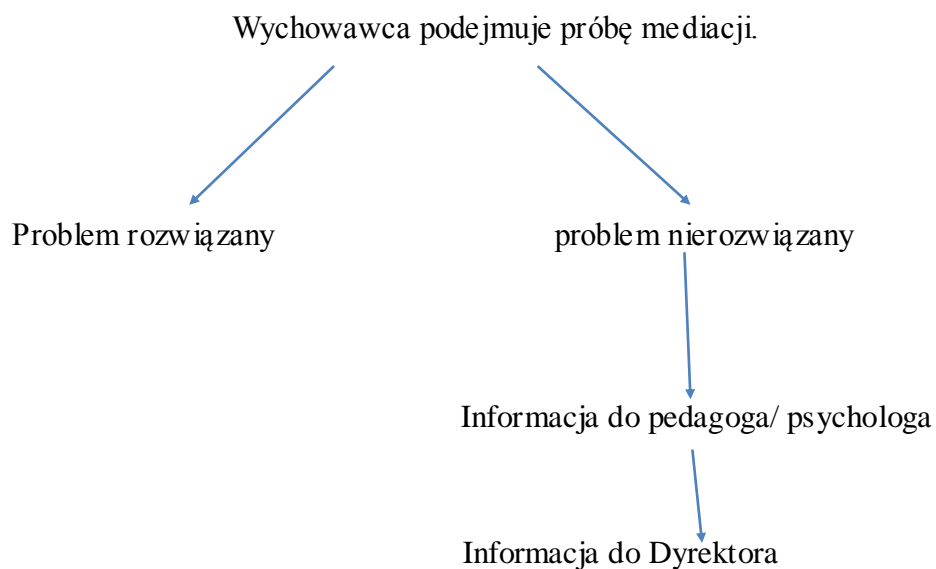 Wychowawca podejmuje próbę mediacji.
Problem rozwiązany
problem nierozwiązany
Informacja do pedagoga/ psychologa
Informacja do Dyrektora